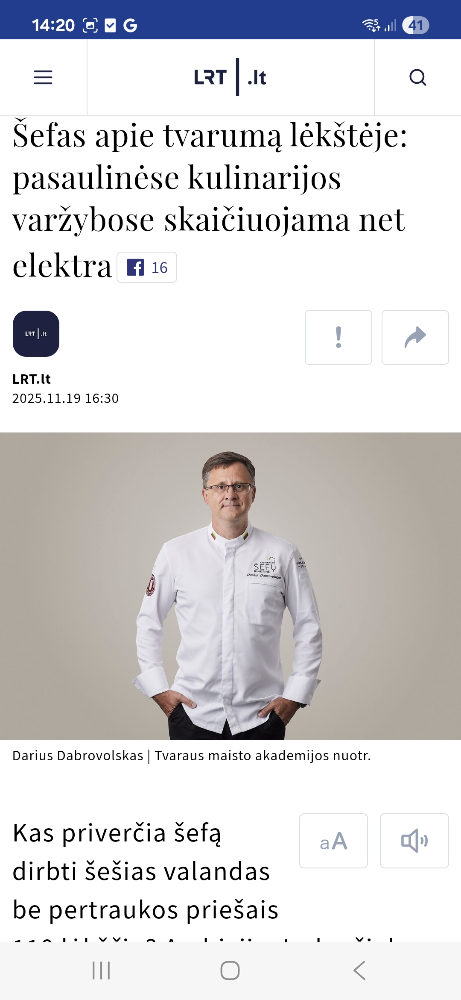 14:20
5
41
LRT .lt
Šefas apie tvarumą lėkštėje:
pasaulinėse kulinarijos
varžybose skaičiuojama net
elektra
16
LRT .lt
LRT.lt
2025.11.19 16:30
NACIONALINĖ
ŠEFŲ
RINKTINĖ
Darius Dabrovolskas
Darius Dabrovolskas | Tvaraus maisto akademijos nuotr.
Kas priverčia šefą
aA
dirbti šešias valandas
be pertraukos priešais